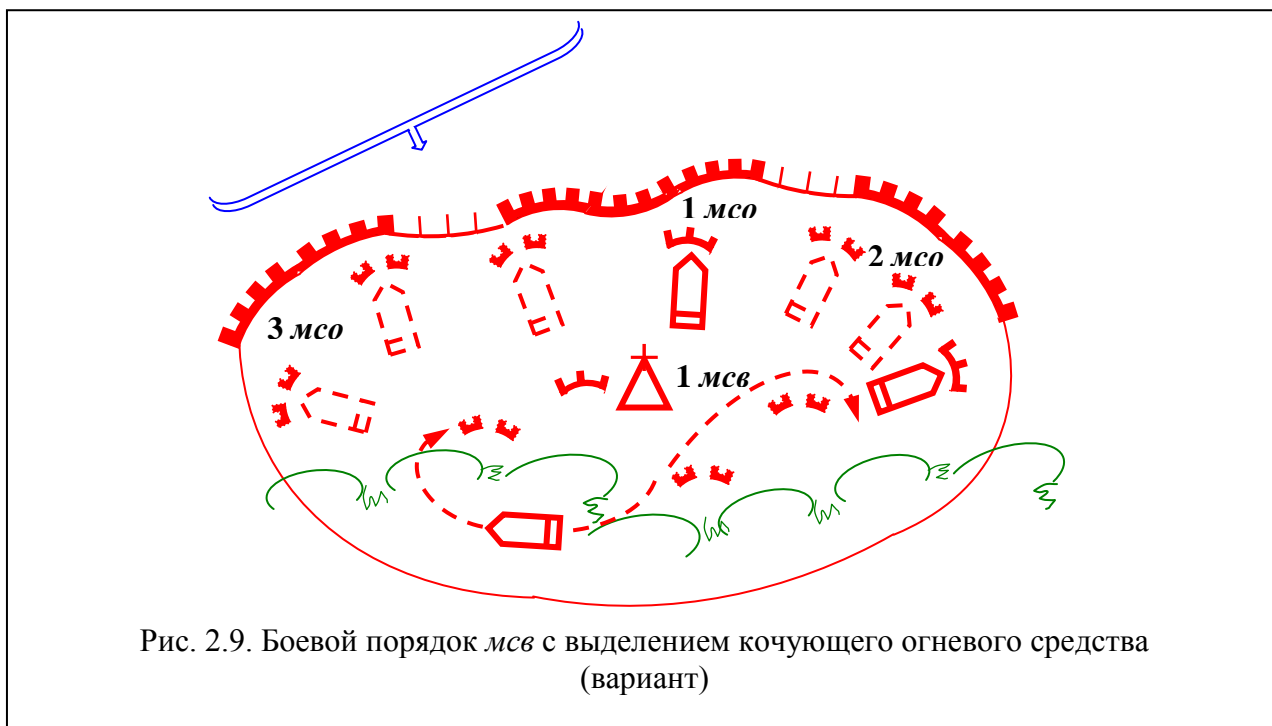 1 мсо
2 мсо
3 мсо
1 мсв
Рис. 2.9. Боевой порядок мсв с выделением кочующего огневого средства
(вариант)